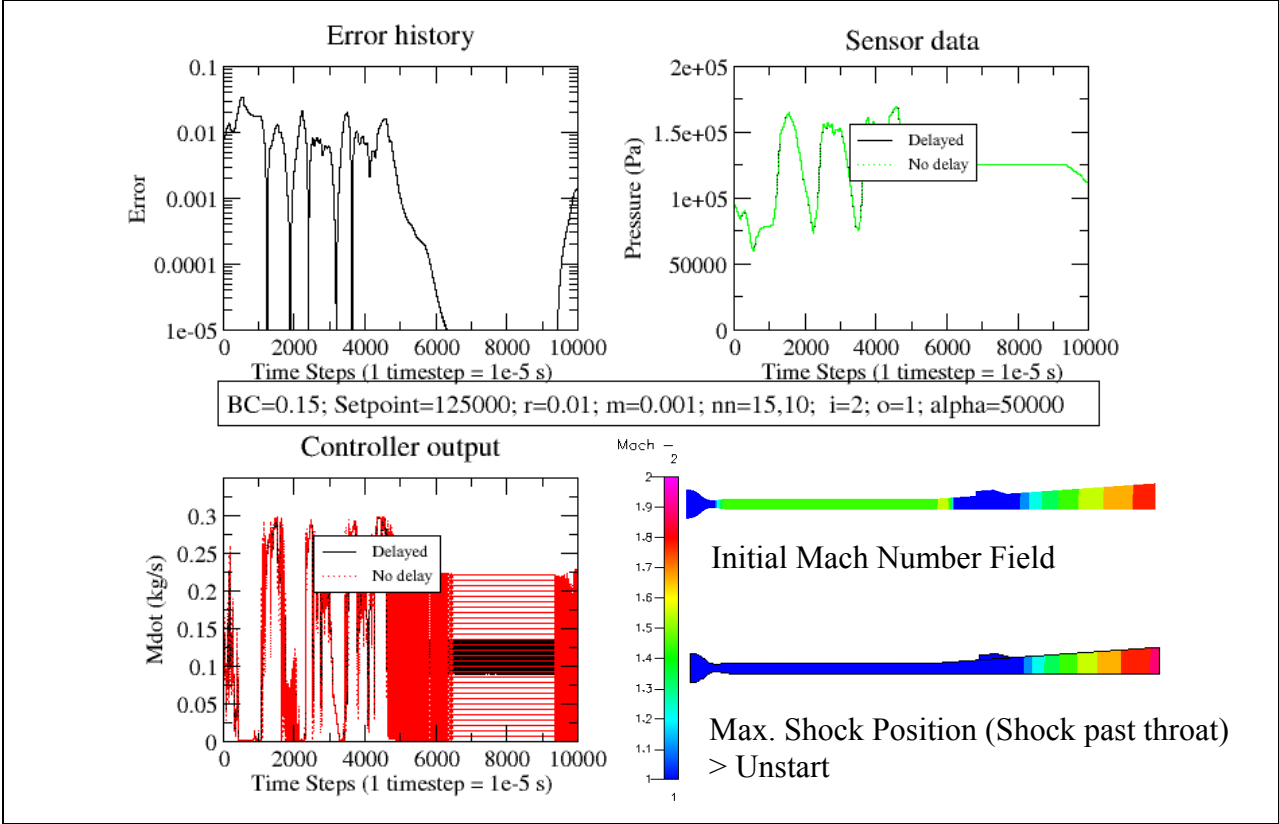 Error history
0.1
0.01
0.001
0.0001
1e-05
Error
0 2000 4000 6000 8000 10000
Time Steps (1 timestep = 1e-5 s)
Sensor data
2e+05
1.5e+05
1e+05
50000
0
Pressure (Pa)
Delayed
No delay
0 2000 4000 6000 8000 10000
Time Steps (1 timestep = 1e-5 s)
BC=0.15; Setpoint=125000; r=0.01; m=0.001; nn=15,10; i=2; o=1; alpha=50000
Controller output
0.3
0.25
0.2
0.15
0.1
0.05
0
Mdot (kg/s)
Delayed
No delay
0 2000 4000 6000 8000 10000
Time Steps (1 timestep = 1e-5 s)
Mach –
2
2
1.9
1.8
1.7
1.6
1.5
1.4
1.3
1.2
1.1
1
1
Initial Mach Number Field
Max. Shock Position (Shock past throat)
> Unstart